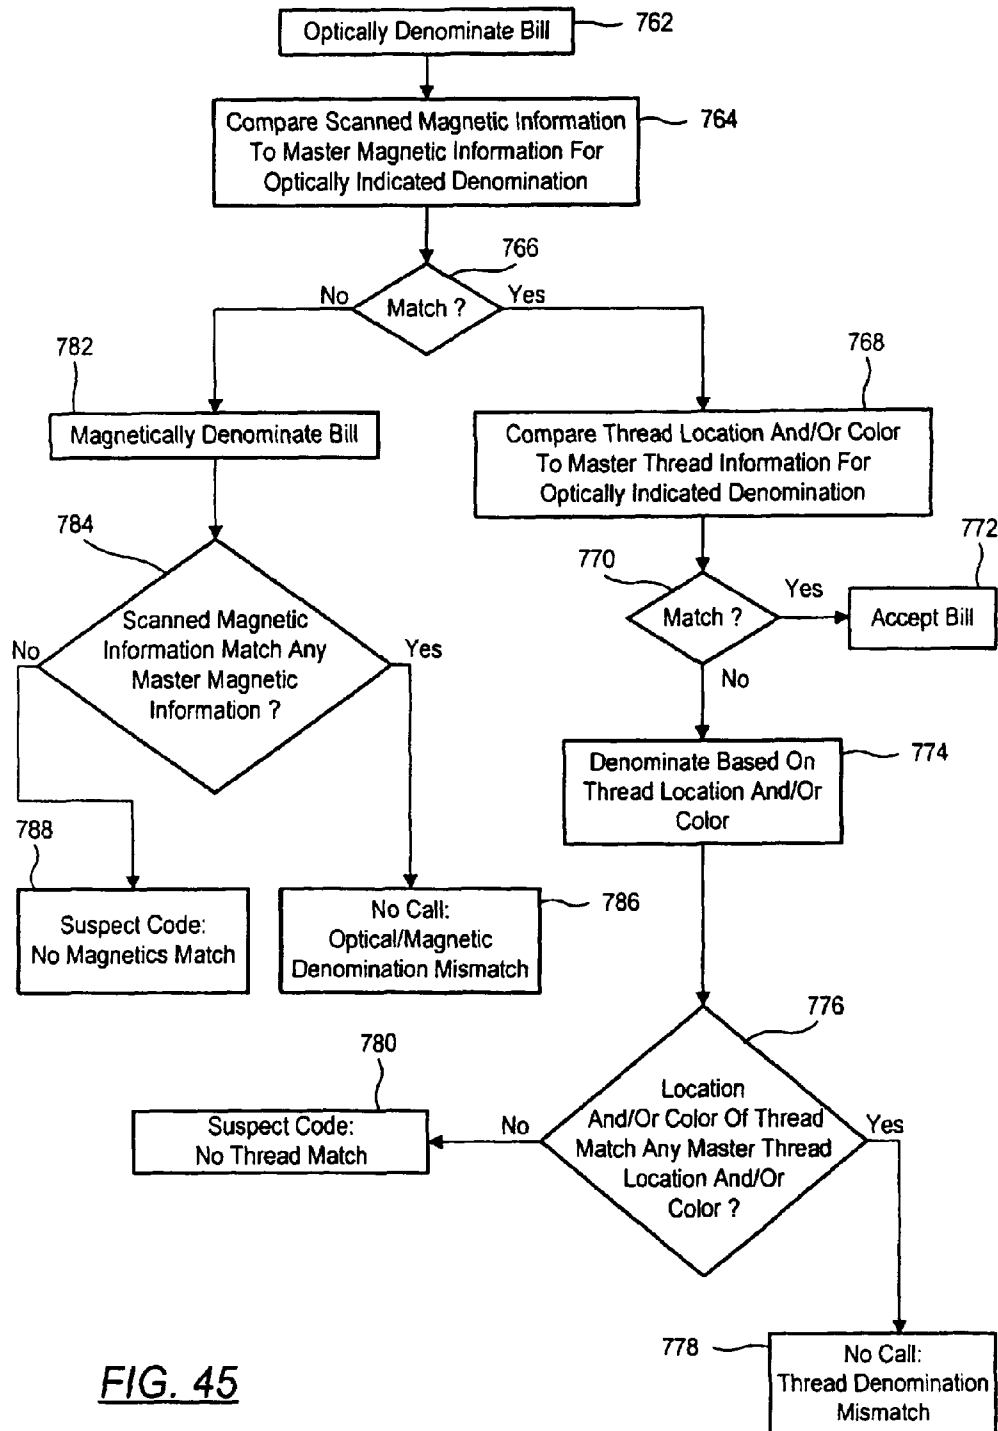 Optically Denominate Bill
762
Compare Scanned Magnetic Information
To Master Magnetic Information For
Optically Indicated Denomination
764
766
No
Match ?
Yes
782
Magnetically Denominate Bill
768
Compare Thread Location And/Or Color
To Master Thread Information For
Optically Indicated Denomination
784
Scanned Magnetic
Information Match Any
Master Magnetic
Information ?
No
Yes
770
Match ?
Yes
772
Accept Bill
No
Denominate Based On
Thread Location And/Or
Color
774
788
Suspect Code:
No Magnetics Match
No Call:
Optical/Magnetic
Denomination Mismatch
786
776
Location
And/Or Color Of Thread
Match Any Master Thread
Location And/Or
Color ?
No
Yes
780
Suspect Code:
No Thread Match
778
No Call:
Thread Denomination
Mismatch
FIG. 45